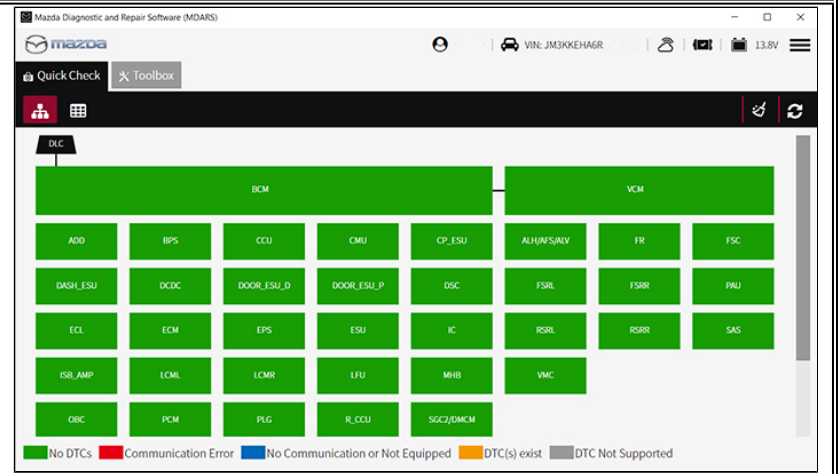 Mazda Diagnostic and Repair Software (MDARS)
mazda VIN: JM3KKEHA6R 13.8V
Quick Check Toolbox
DLC
BCM VCM
ADD BPS CCU CMU CP_ESU ALH/AFS/ALV FR FSC
DASH_ESU DCDC DOOR_ESU_D DOOR_ESU_P DSC FSRL FSRR PAU
ECL ECM EPS ESU IC RSRL RSRR SAS
ISB_AMP LCML LCMR LFU MHB VMC
OBC PCM PLG R_CCU SGC2/DMCM
No DTCs Communication Error No Communication or Not Equipped DTC(s) exist DTC Not Supported